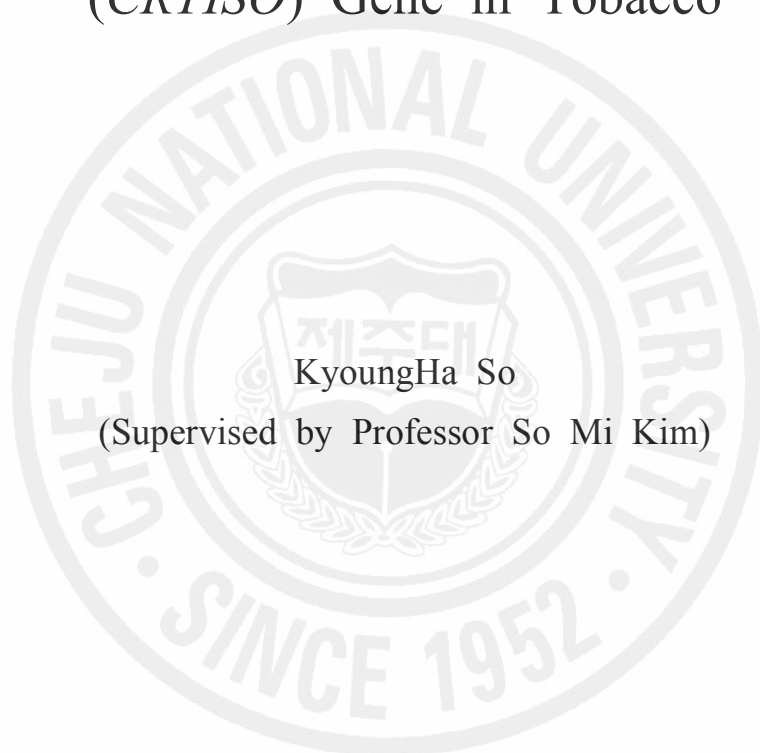 (CRTISO) Gene in Tobacco
CHEJU NATIONAL UNIVERSITY
제주대
KyoungHa So
(Supervised by Professor So Mi Kim)
• SINCE 1952 •